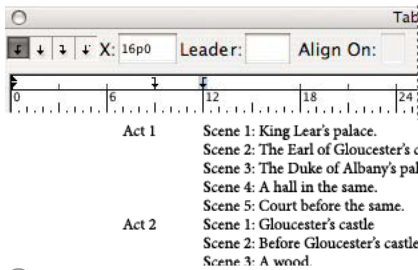 Tab
X: 16p0 Leader: Align On:
0 6 12 18 24
Act 1 Scene 1: King Lear's palace.
Scene 2: The Earl of Gloucester's
Scene 3: The Duke of Albany's
Scene 4: A hall in the same.
Scene 5: Court before the same.
Act 2 Scene 1: Gloucester's castle
Scene 2: Before Gloucester's castle
Scene 3: A wood.